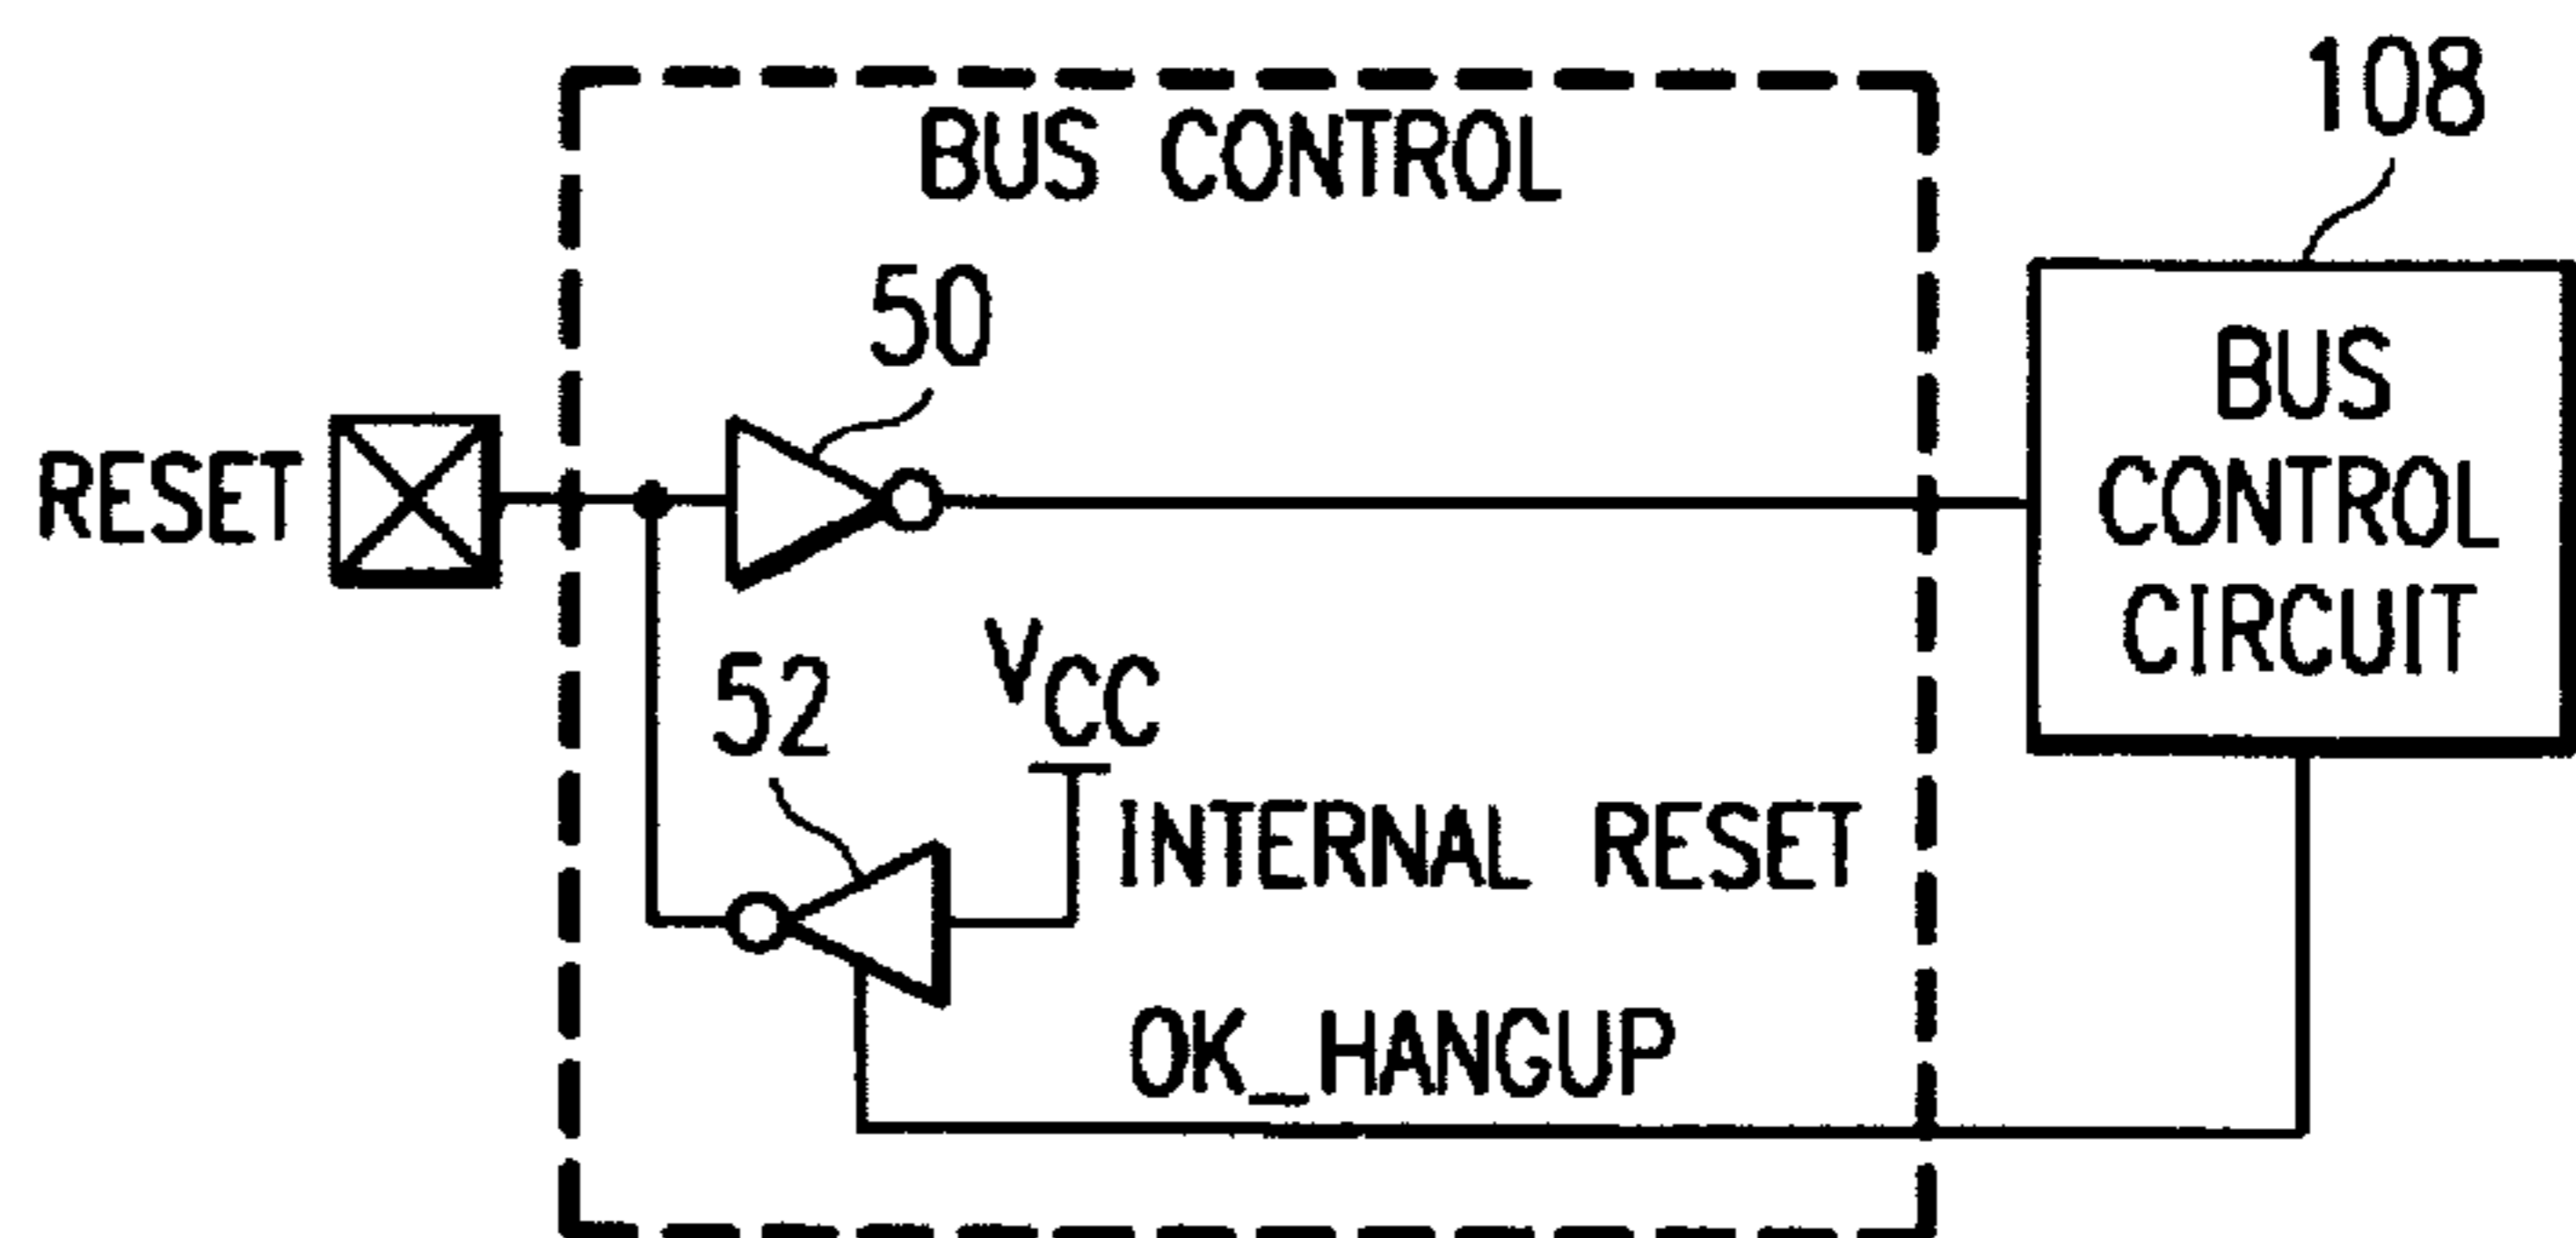 108
BUS CONTROL
50
RESET
BUS
CONTROL
CIRCUIT
52
VCC
INTERNAL RESET
OK_HANGUP